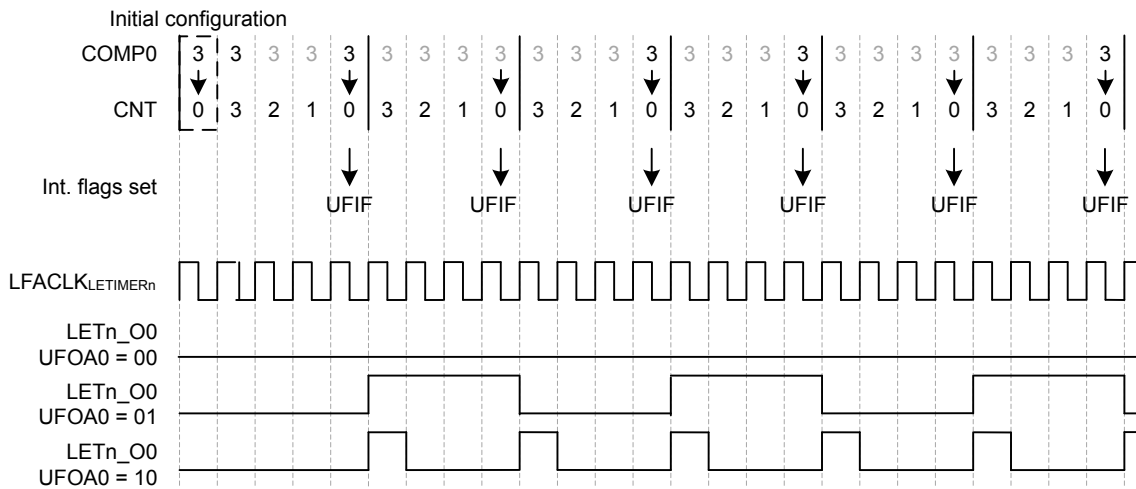 Initial configuration
COMP0 3 3 3 3 3 3 3 3 3 3 3 3 3 3 3 3 3 3 3 3 3 3 3 3 3
CNT 0 3 2 1 0 3 2 1 0 3 2 1 0 3 2 1 0 3 2 1 0 3 2 1 0
Int. flags set
UFIF UFIF UFIF UFIF UFIF UFIF
LFACLKLETIMERn
LETn_O0
UFOA0 = 00
LETn_O0
UFOA0 = 01
LETn_O0
UFOA0 = 10